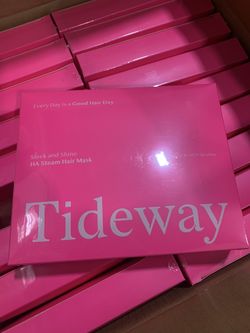 Every Day is a Good Hair Day
Sleek and Shine
HA Steam Hair Mask
Tideway